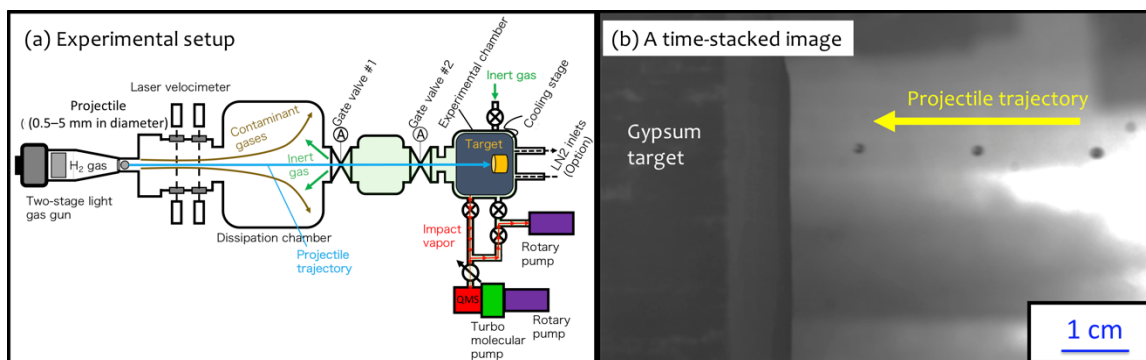 (a) Experimental setup
Laser velocimeter
Projectile
( (0.5–5 mm in diameter)
H2 gas
Two-stage light
gas gun
Contaminant
gases
Inert
gas
Dissipation chamber
Projectile
trajectory
Gate valve #1
A
Gate valve #2
A
Experimental chamber
Inert gas
Cooling stage
Target
LN2 inlets
(Option)
Impact
vapor
Rotary
pump
QMS
Turbo
molecular
pump
Rotary
pump
(b) A time-stacked image
Projectile trajectory
Gypsum
target
1 cm